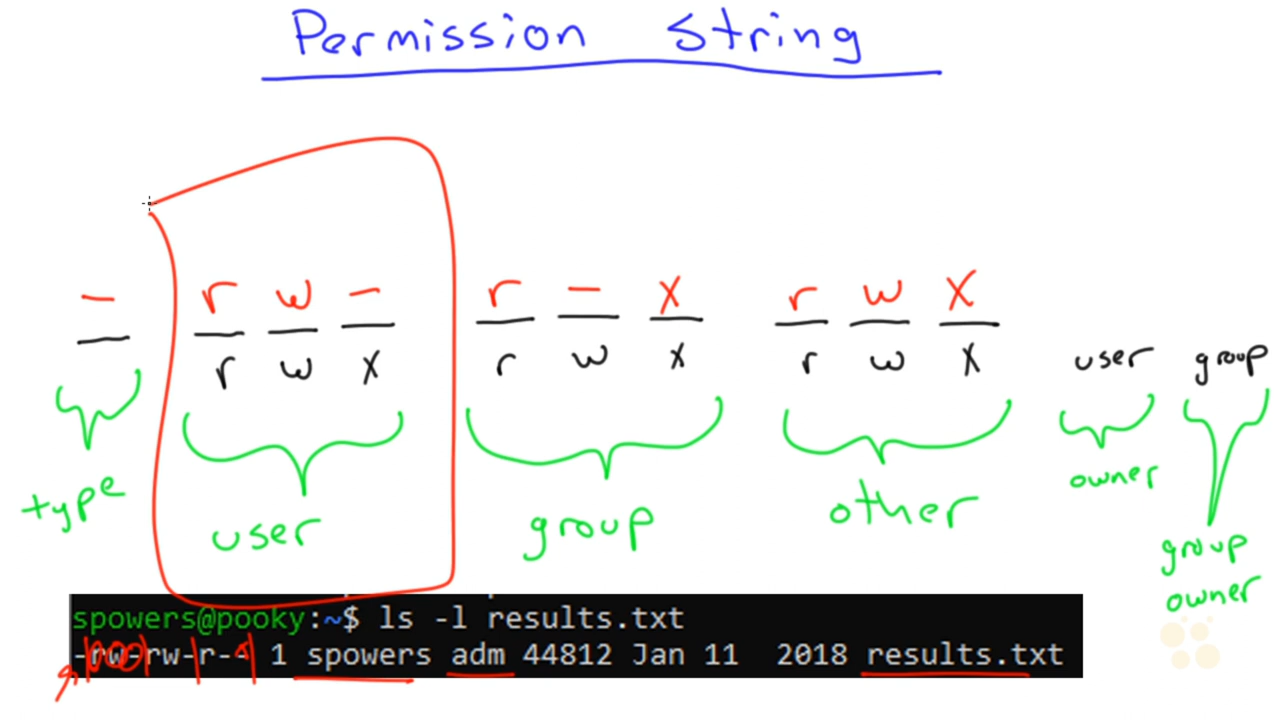 Permission String
- r w - r - x r w x
r w x r w x r w x user group
type user group other owner group owner
spowers@pooky:~$ ls -l results.txt
-rw-rw-r-- 1 spowers adm 44812 Jan 11 2018 results.txt